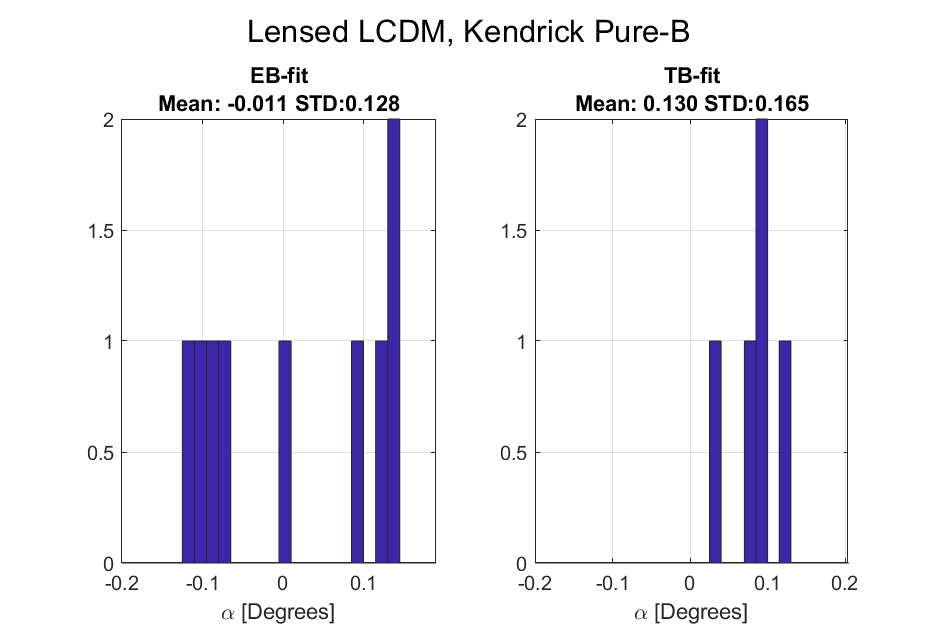 Lensed LCDM, Kendrick Pure-B
EB-fit
Mean: -0.011 STD:0.128
2
1.5
1
0.5
0
-0.2
-0.1
0
0.1
α [Degrees]
TB-fit
Mean: 0.130 STD:0.165
2
1.5
1
0.5
0
-0.2
-0.1
0
0.1
0.2
α [Degrees]